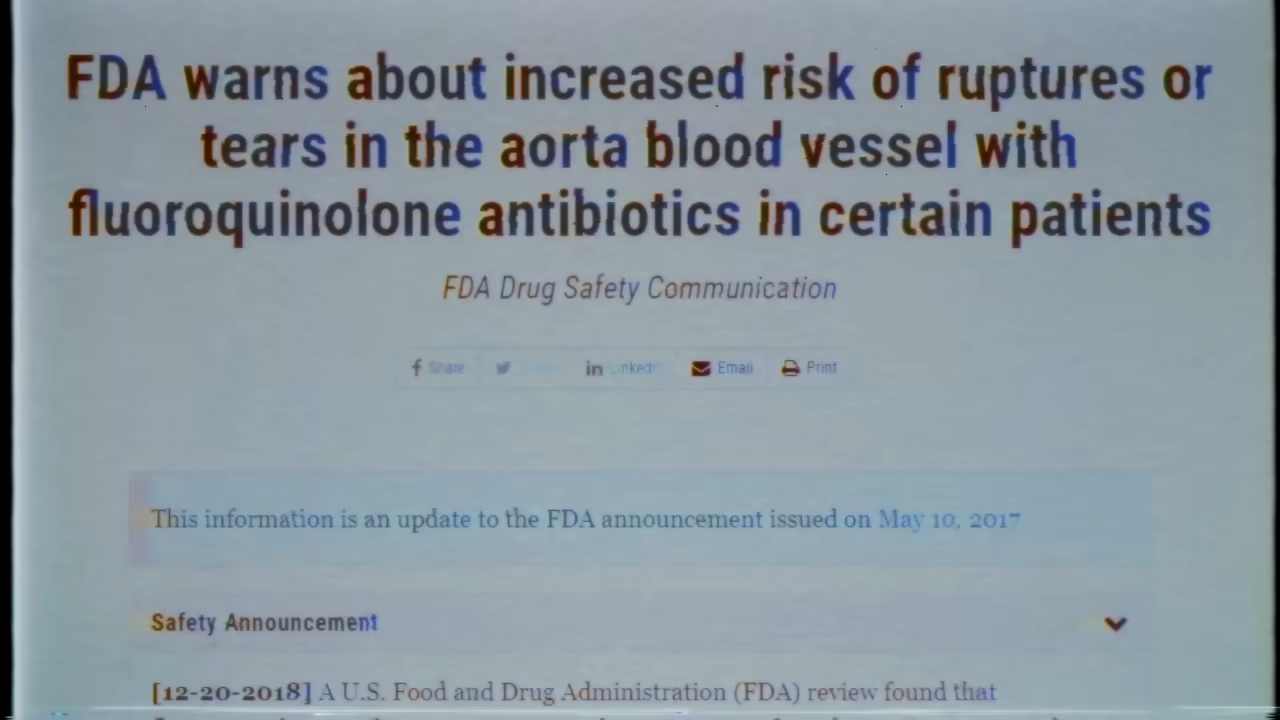 FDA warns about increased risk of ruptures or
tears in the aorta blood vessel with
fluoroquinolone antibiotics in certain patients
FDA Drug Safety Communication
Share Email Print
This information is an update to the FDA announcement issued on May 10, 2017
Safety Announcement
[12-20-2018] A U.S. Food and Drug Administration (FDA) review found that